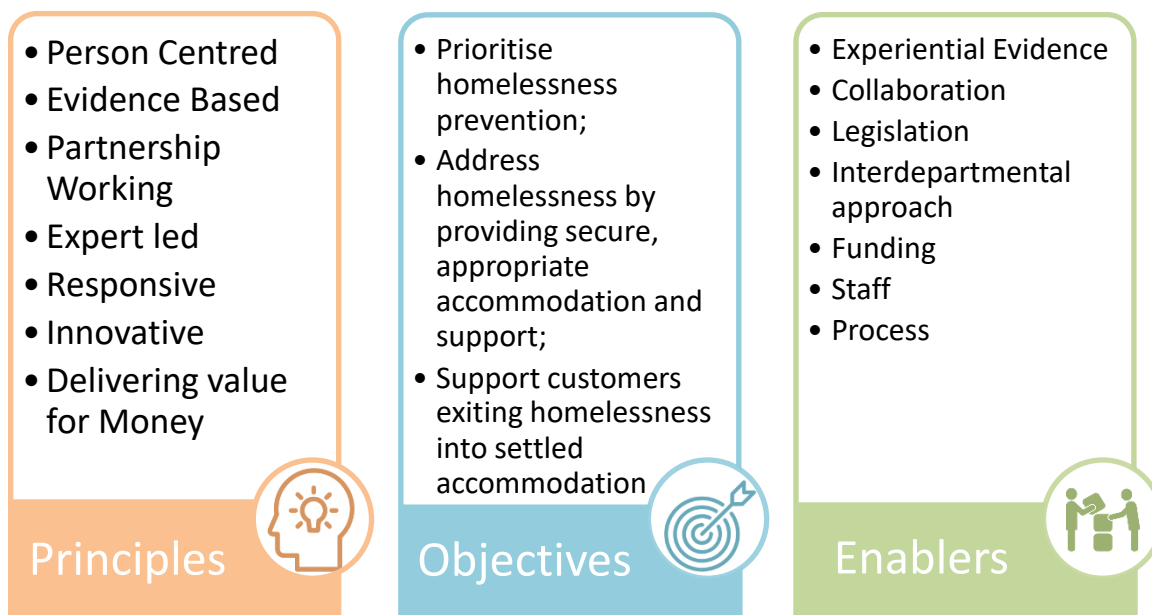 • Person Centred
• Evidence Based
• Partnership
Working
• Expert led
• Responsive
• Innovative
• Delivering value
for Money
Principles
• Prioritise
homelessness
prevention;
• Address
homelessness by
providing secure,
appropriate
accommodation and
support;
• Support customers
exiting homelessness
into settled
accommodation
Objectives
• Experiential Evidence
• Collaboration
• Legislation
• Interdepartmental
approach
• Funding
• Staff
• Process
Enablers